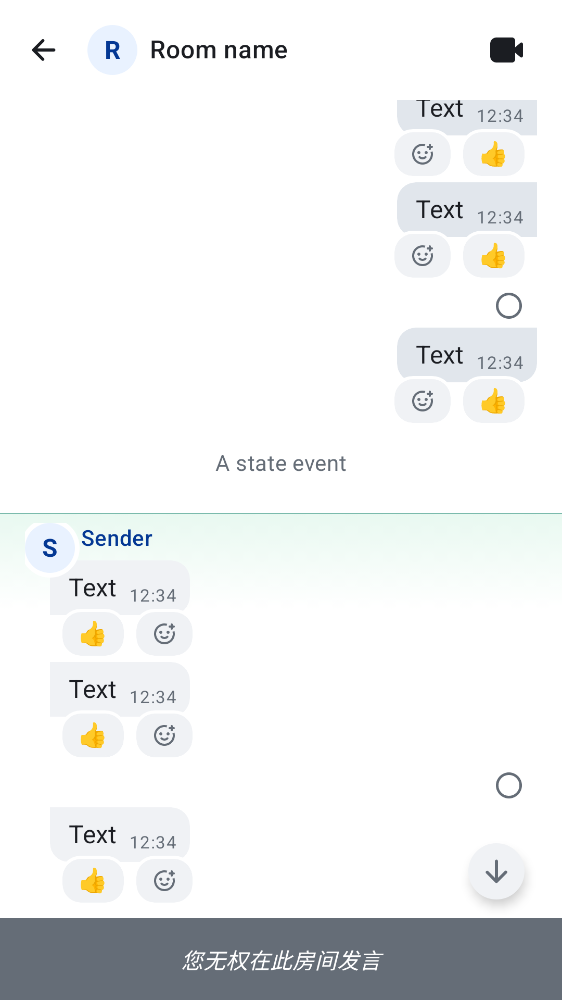 R Room name
Text 12:34
👍
Text 12:34
👍
Text 12:34
👍
A state event
S Sender
Text 12:34
👍
Text 12:34
👍
Text 12:34
👍
您无权在此房间发言